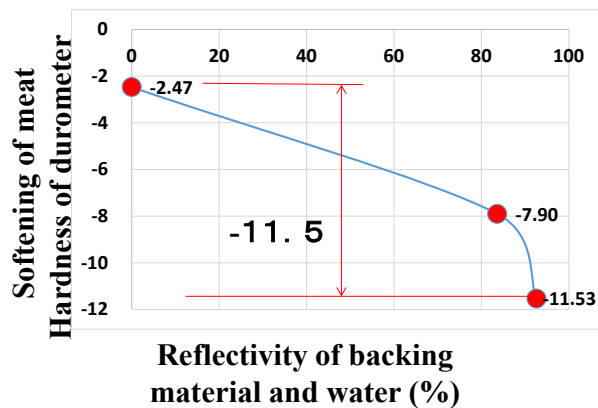 0
0 20 40 60 80 100
-2
-2.47
-4
-6
-8
-7.90
-11. 5
-10
-12
-11.53
Softening of meat
Hardness of durometer
Reflectivity of backing
material and water (%)